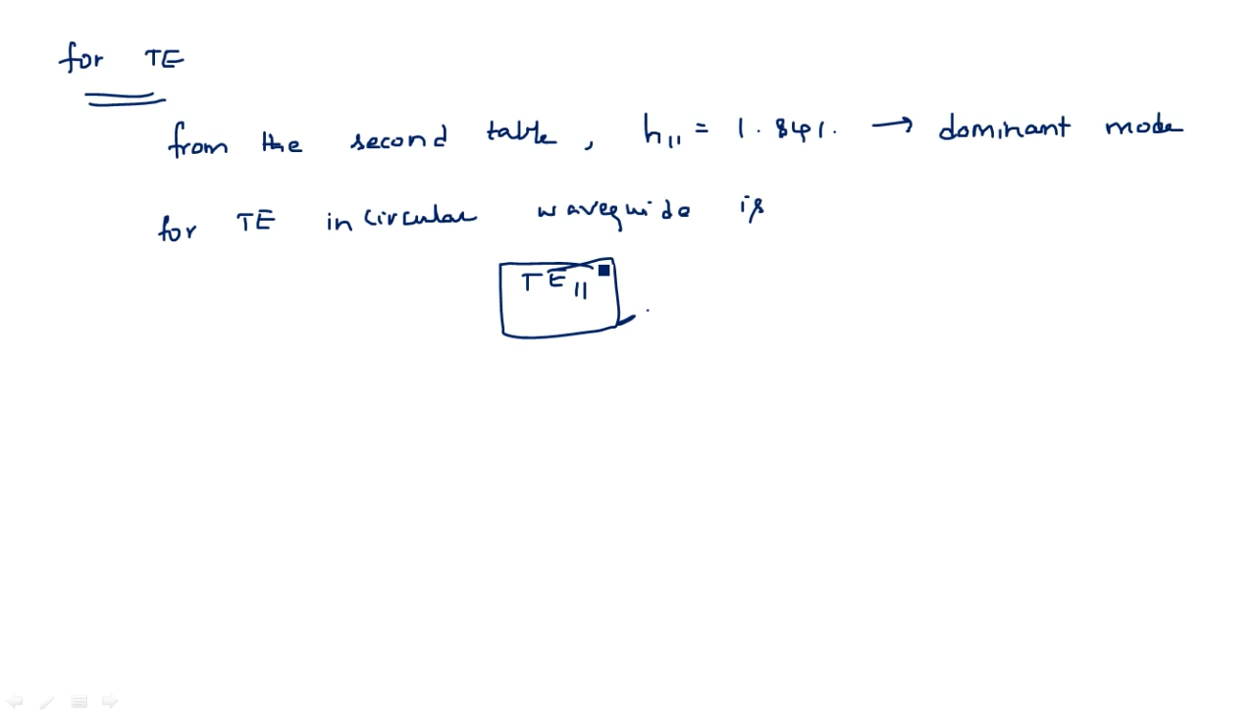 for TE
from the second table, h₁₁ = 1.841. → dominant mode
for TE in circular waveguide is
TE₁₁